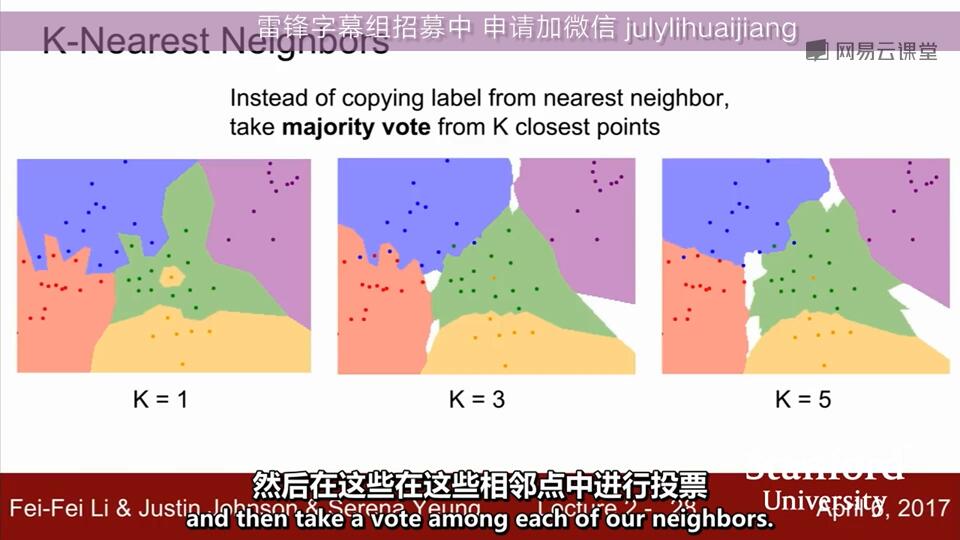 雷锋字幕组招募中 申请加微信 julylihuaijiang
K-Nearest Neighbors
网易云课堂
Instead of copying label from nearest neighbor,
take majority vote from K closest points
K = 1
K = 3
K = 5
然后在这些在这些相邻点中进行投票
Stanford
University
Fei-Fei Li & Justin Johnson & Serena Yeung
Lecture 2 - 28
April 6, 2017
and then take a vote among each of our neighbors.